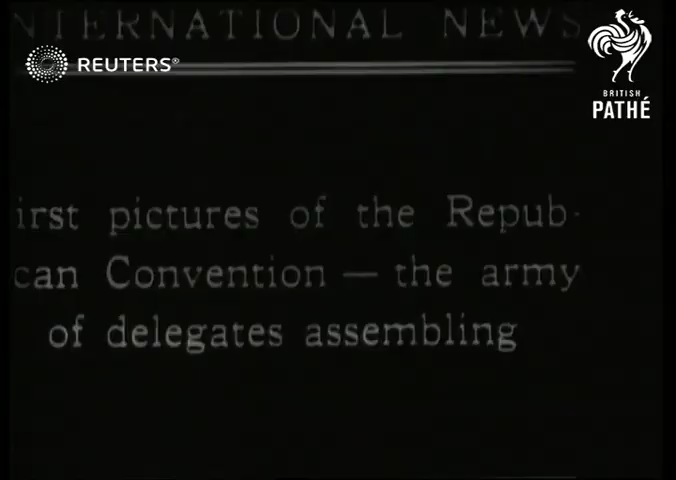 NTERNATIONAL NEWS
REUTERS®
BRITISH
PATHÉ
irst pictures of the Repub-
can Convention — the army
of delegates assembling